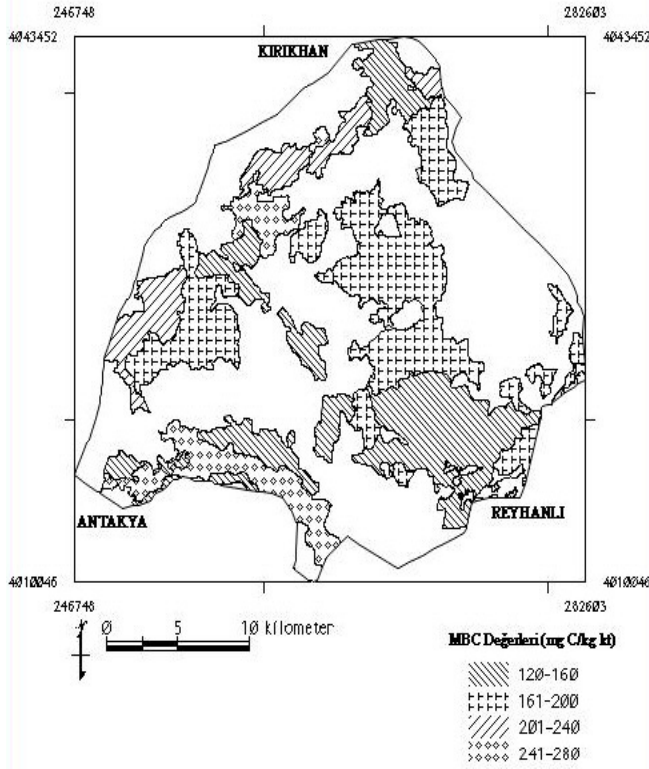 246748 282603
4043452 4043452
KIRIKHAN
ANTAKYA
REYHANLI
4010046 4010046
246748 282603
0 5 10 kilometer
MBC Değerleri (mg C/kg kt)
120-160
161-200
201-240
241-280